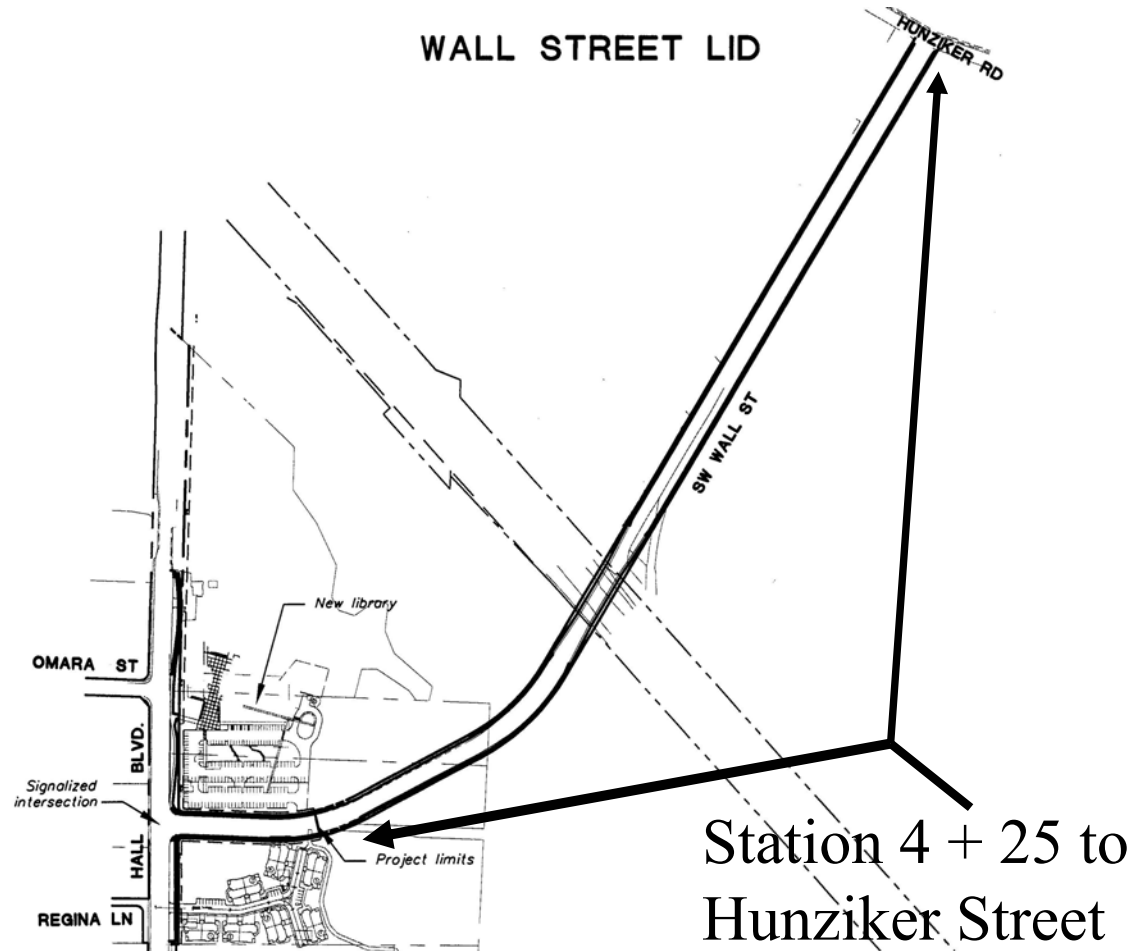 WALL STREET LID
HUNZIKER RD
SW WALL ST
New library
OMARA ST
BLVD.
Signalized
intersection
HALL
Project limits
REGINA LN
Station 4 + 25 to
Hunziker Street